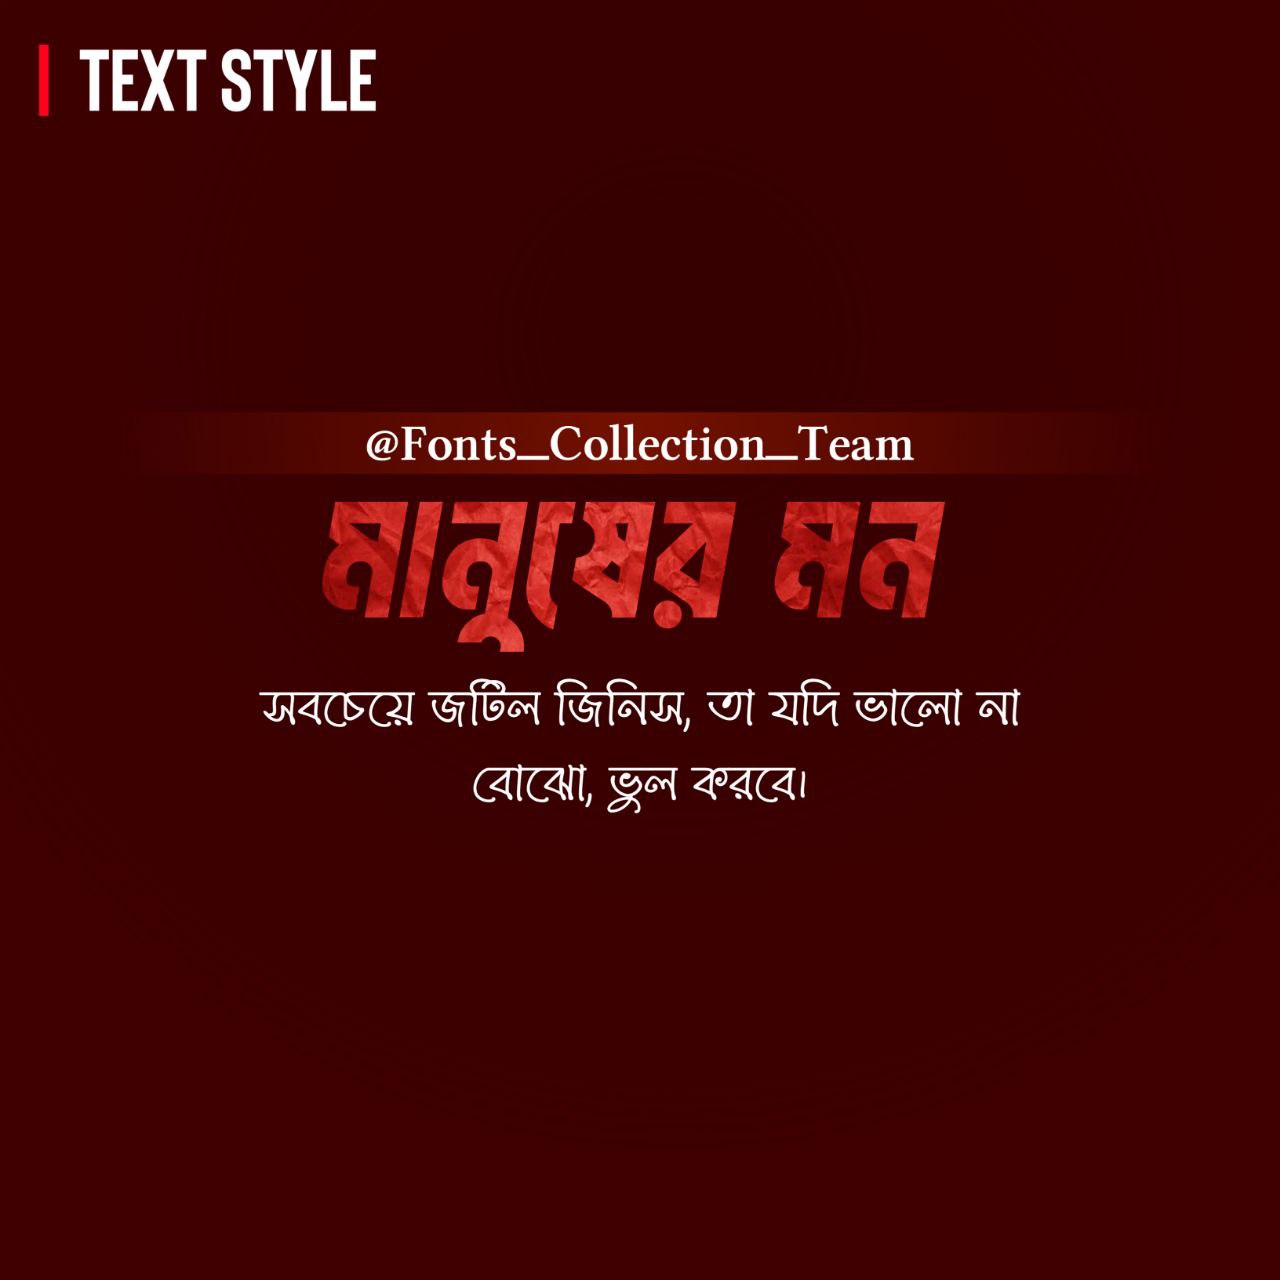 TEXT STYLE
@Fonts_Collection_Team
মানুষের মন
সবচেয়ে জটিল জিনিস, তা যদি ভালো না
বোঝো, ভুল করবে।